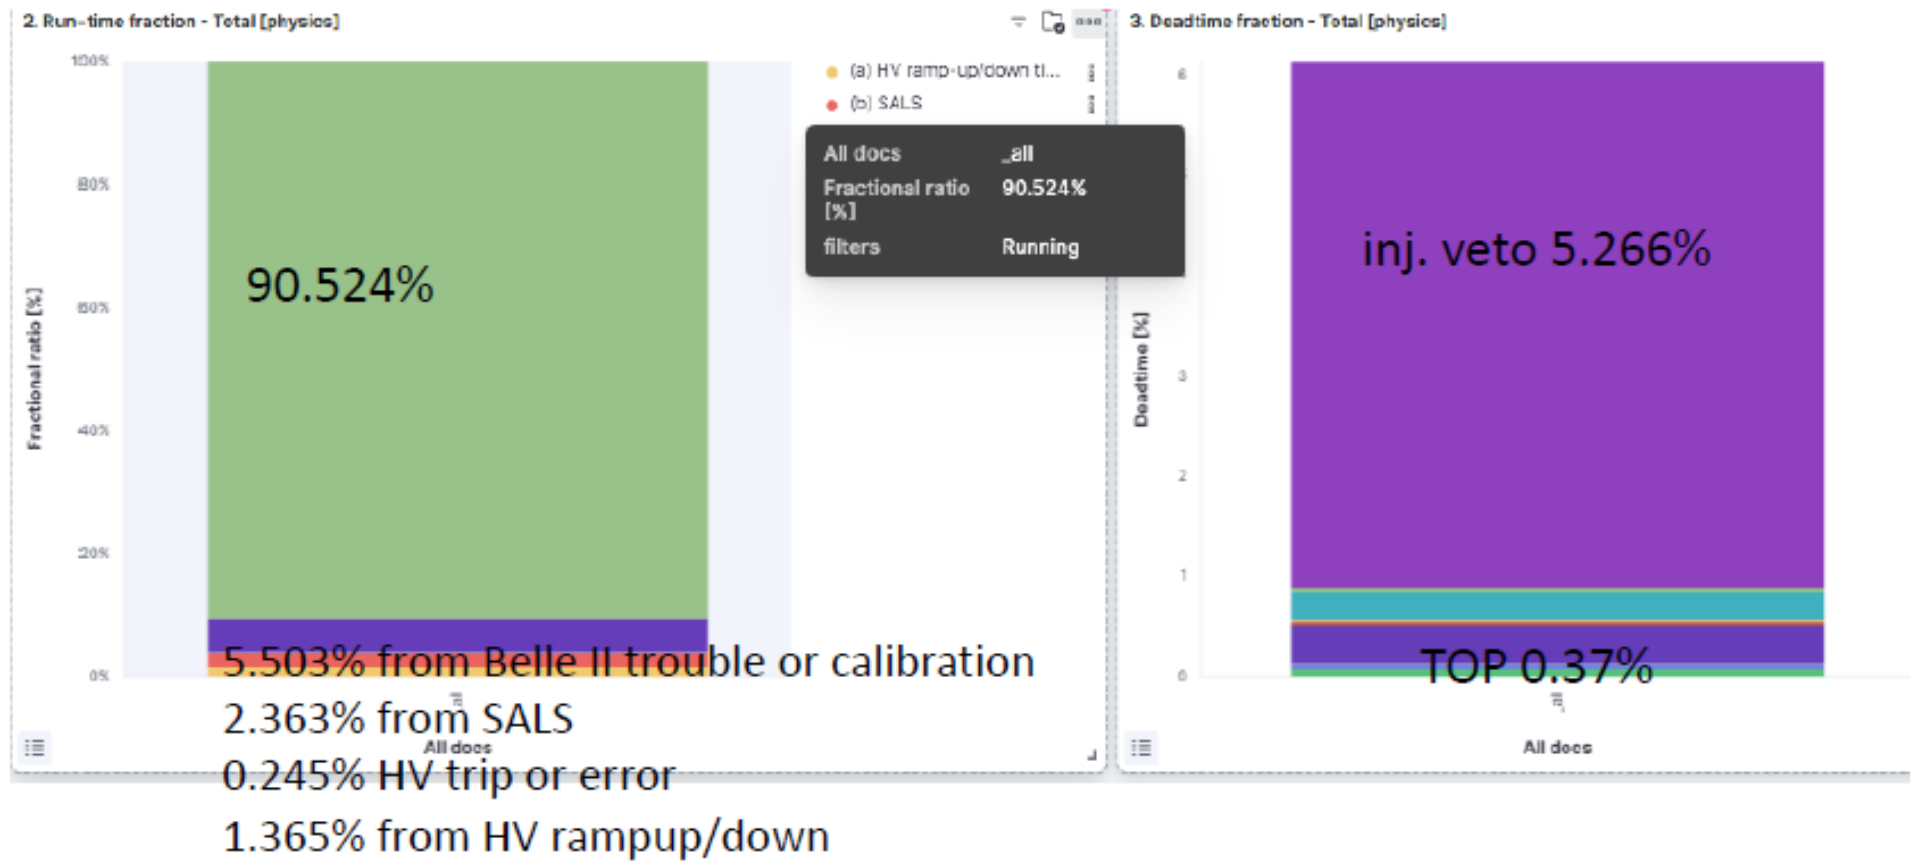 2. Run-time fraction - Total [physics]
100%
80%
60%
40%
20%
0%
Fractional ratio [%]
90.524%
(a) HV ramp-up/down ti...
(b) SALS
All docs _all
Fractional ratio [%] 90.524%
filters Running
5.503% from Belle II trouble or calibration
2.363% from SALS
_all
All docs
0.245% HV trip or error
1.365% from HV rampup/down
3. Deadtime fraction - Total [physics]
6
3
2
1
0
Deadtime [%]
inj. veto 5.266%
TOP 0.37%
_all
All docs